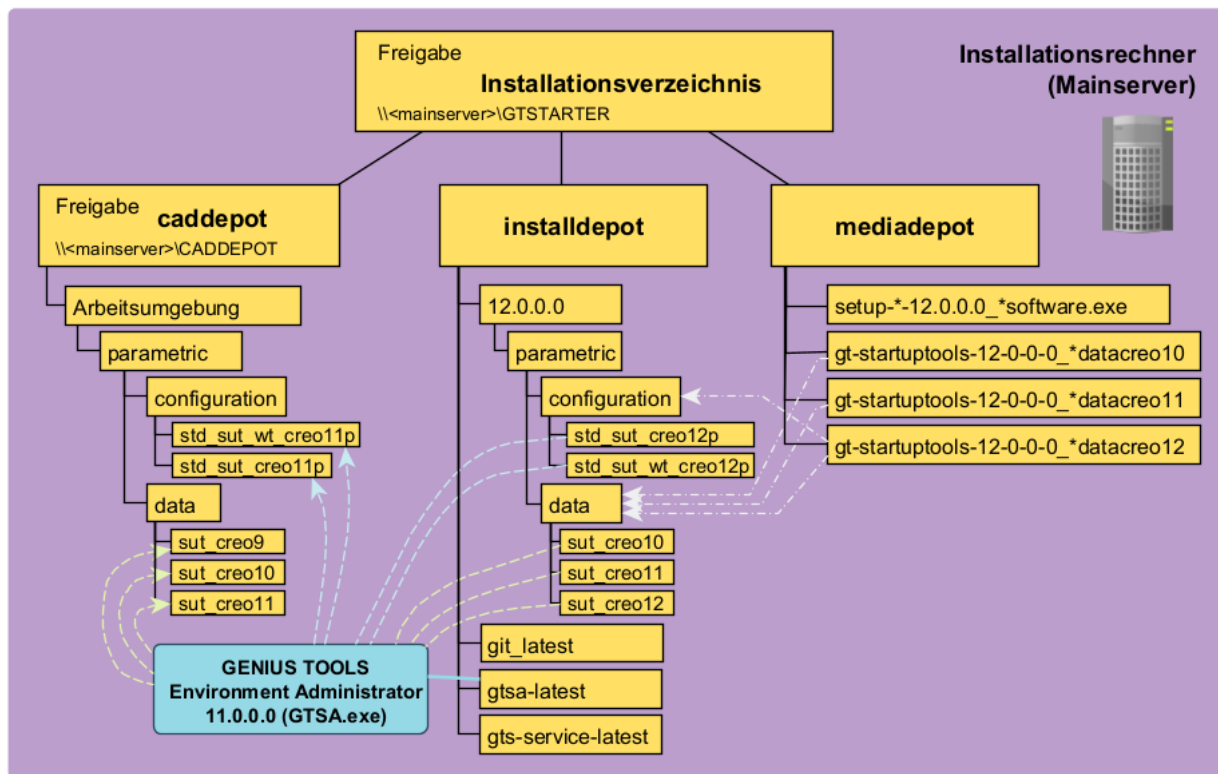 Freigabe
Installationsverzeichnis
\\<mainserver>\GTSTARTER
Installationsrechner
(Mainserver)
Freigabe
caddepot
\\<mainserver>\CADDEPOT
installdepot
mediadepot
Arbeitsumgebung
parametric
configuration
std_sut_wt_creo11p
std_sut_creo11p
data
sut_creo9
sut_creo10
sut_creo11
12.0.0.0
parametric
configuration
std_sut_creo12p
std_sut_wt_creo12p
data
sut_creo10
sut_creo11
sut_creo12
git_latest
gtsa-latest
gts-service-latest
setup-*-12.0.0.0_*software.exe
gt-startuptools-12-0-0-0_*datacreo10
gt-startuptools-12-0-0-0_*datacreo11
gt-startuptools-12-0-0-0_*datacreo12
GENIUS TOOLS
Environment Administrator
11.0.0.0 (GTSA.exe)